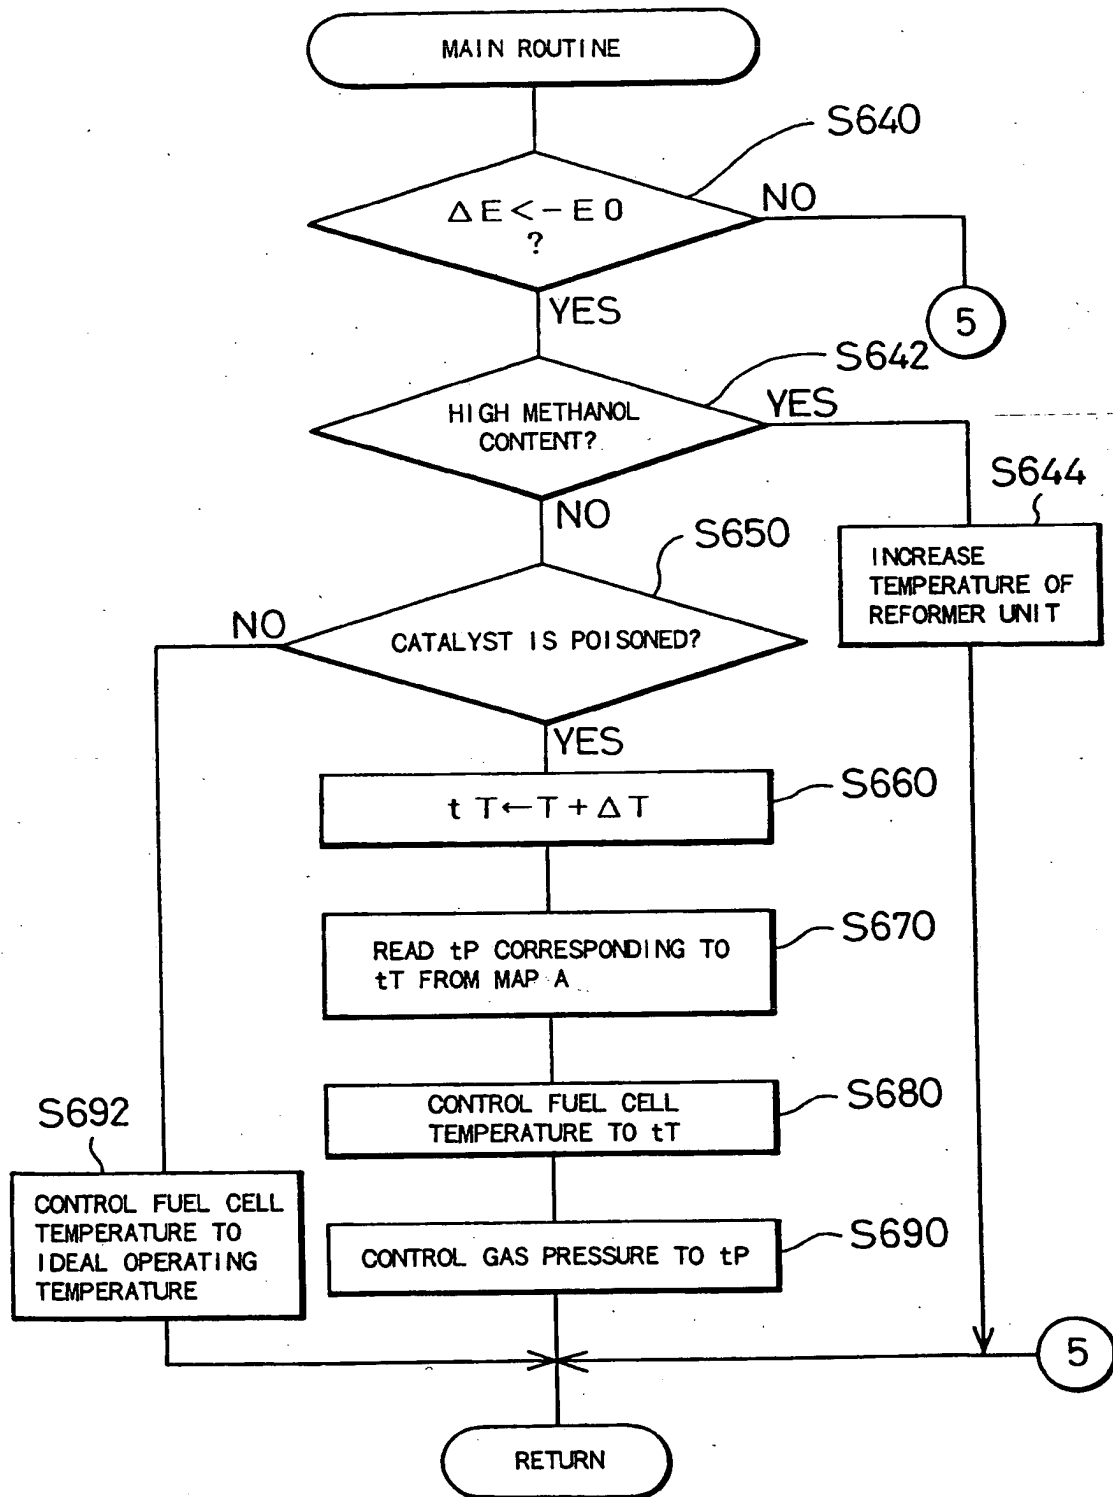 MAIN ROUTINE
S640
ΔE<-E0
?
NO
YES
5
S642
HIGH METHANOL
CONTENT?
YES
NO
S644
INCREASE
TEMPERATURE OF
REFORMER UNIT
S650
CATALYST IS POISONED?
NO
YES
S660
tT←T+ΔT
S670
READ tP CORRESPONDING TO
tT FROM MAP A
S680
CONTROL FUEL CELL
TEMPERATURE TO tT
S692
CONTROL FUEL CELL
TEMPERATURE TO
IDEAL OPERATING
TEMPERATURE
S690
CONTROL GAS PRESSURE TO tP
5
RETURN